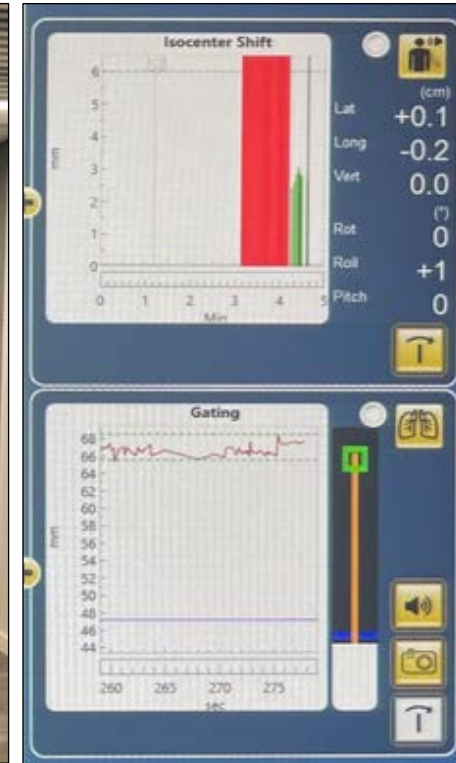 Isocenter Shift
6
5
4
3
2
1
0
mm
0 1 2 3 4 5
Min
(cm)
Lat +0.1
Long -0.2
Vert 0.0
(°)
Rot 0
Roll +1
Pitch 0
Gating
68
66
64
62
60
58
56
54
52
50
48
46
44
mm
260 265 270 275
sec